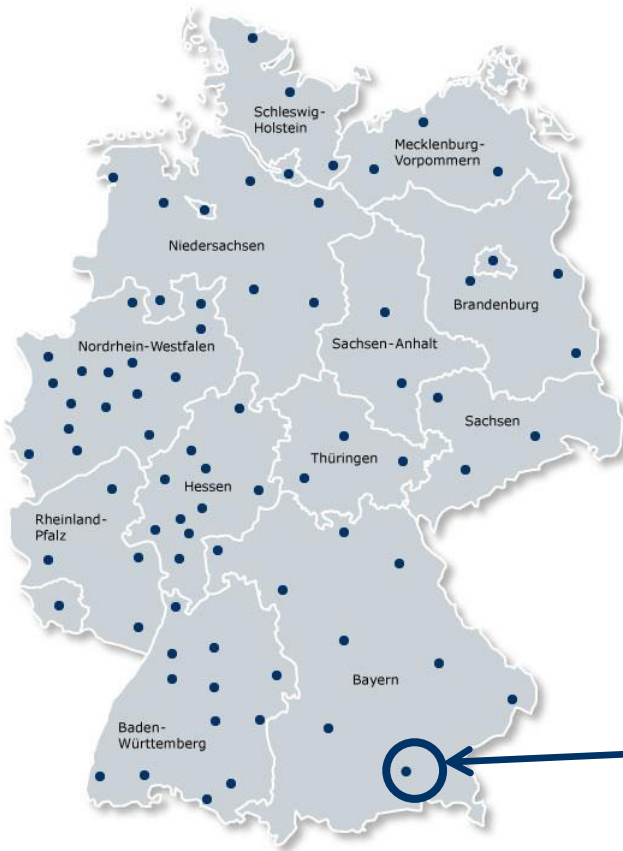 Schleswig-
Holstein
Mecklenburg-
Vorpommern
Niedersachsen
Brandenburg
Nordrhein-Westfalen
Sachsen-Anhalt
Sachsen
Thüringen
Hessen
Rheinland-
Pfalz
Bayern
Baden-
Württemberg